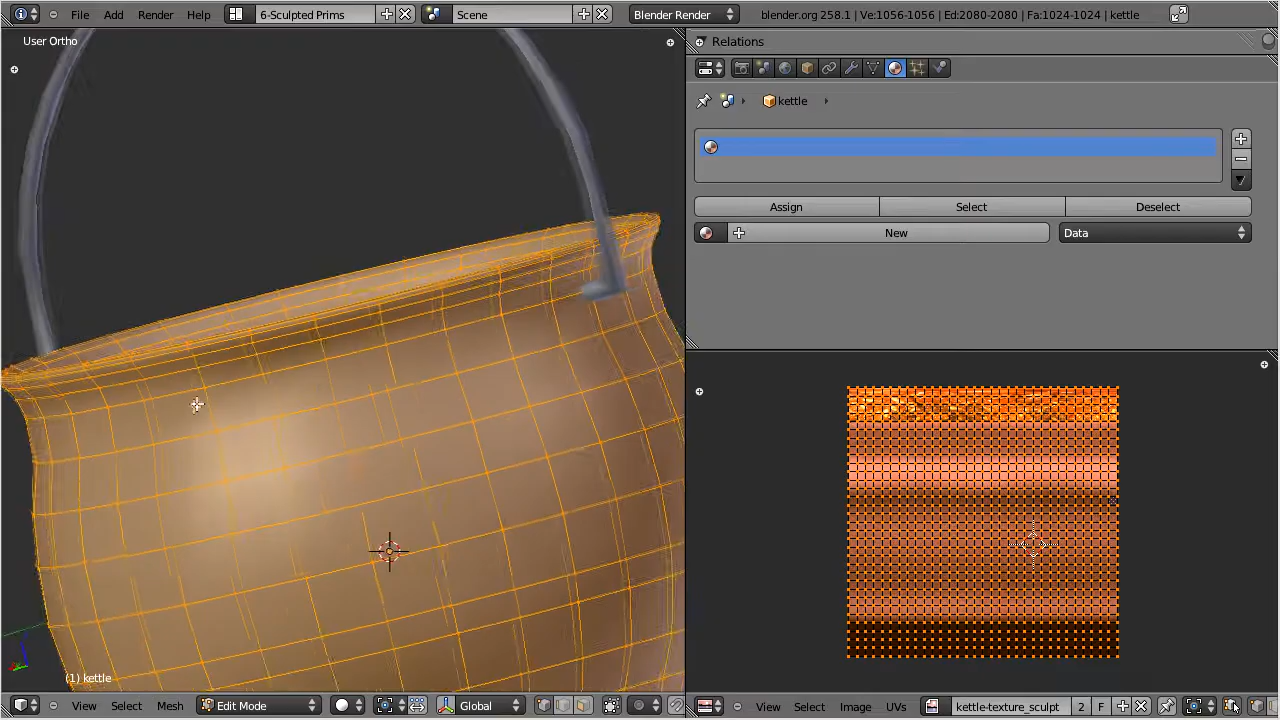 File Add Render Help 6-Sculpted Prims Scene Blender Render blender.org 258.1 | Ve:1056-1056 | Ed:2080-2080 | Fa:1024-1024 | kettle
User Ortho
Relations
kettle
Assign Select Deselect
New Data
(1) kettle
View Select Mesh Edit Mode Global
View Select Image UVs kettle-texture_sculpt 2 F